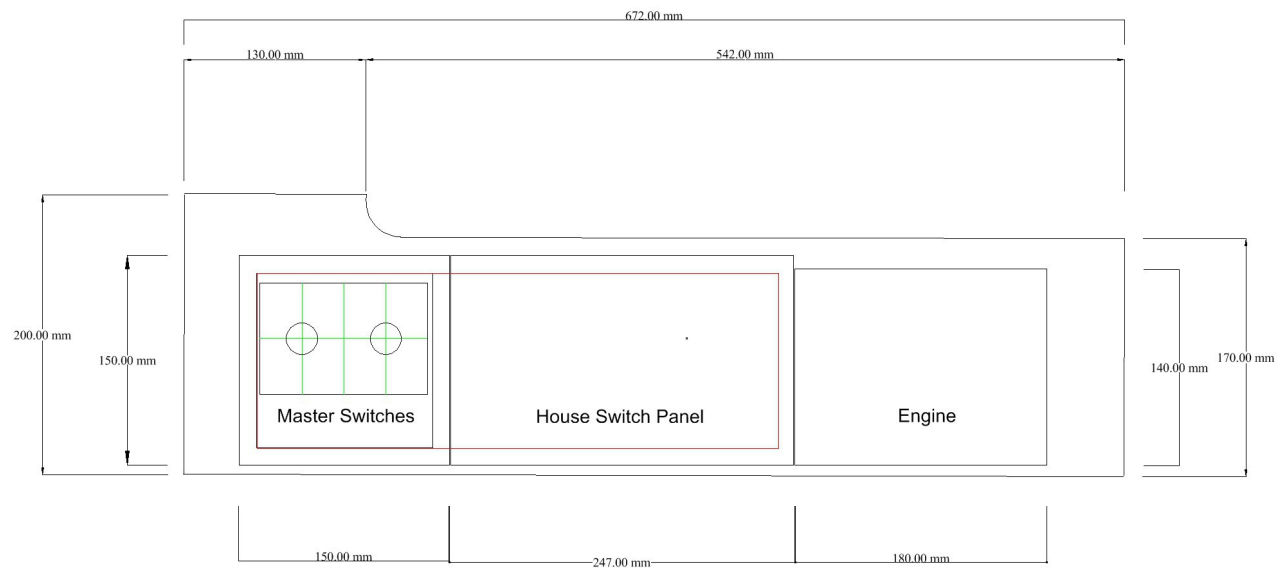 672.00 mm
130.00 mm
542.00 mm
200.00 mm
150.00 mm
170.00 mm
140.00 mm
Master Switches
House Switch Panel
Engine
150.00 mm
247.00 mm
180.00 mm